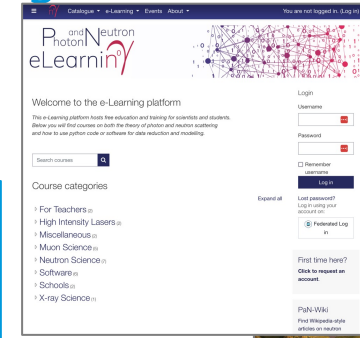 Catalogue e-Learning Events About You are not logged in. (Log in)
Photon and Neutron
eLearning
Welcome to the e-Learning platform
This e-Learning platform hosts free education and training for scientists and students.
Below you will find courses on both the theory of photon and neutron scattering
and how to use python code or software for data reduction and modelling.
Search courses
Course categories
Expand all
For Teachers (2)
High Intensity Lasers (3)
Miscellaneous (2)
Muon Science (5)
Neutron Science (7)
Software (6)
Schools (3)
X-ray Science (1)
Login
Username
Password
Remember
username
Log in
Lost password?
Log in using your
account on:
Federated Log
in
First time here?
Click to request an
account.
PaN-Wiki
Find Wikipedia-style
articles on neutron